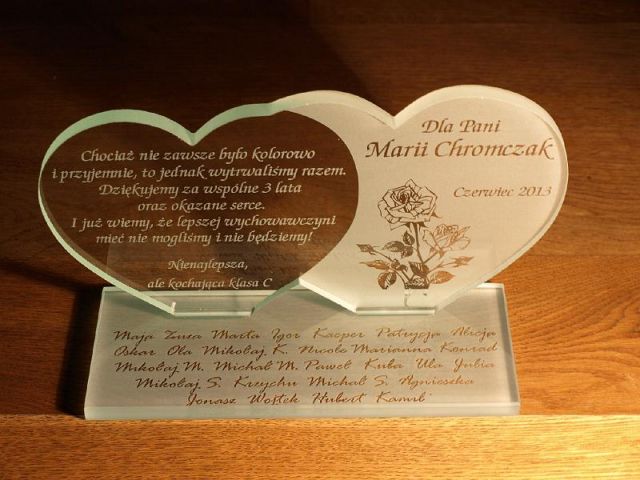 Chociaż nie zawsze było kolorowo
i przyjemnie, to jednak wytrwaliśmy razem.
Dziękujemy za wspólne 3 lata
oraz okazane serce.
I już wiemy, że lepszej wychowawczyni
mieć nie mogliśmy i nie będziemy!
Nienajlepsza,
ale kochająca klasa C
Dla Pani
Marii Chromczak
Czerwiec 2013
Maja Zuza Marta Igor Kacper Patrycja Alicja
Oskar Ola Mikołaj K. Nicole Marianna Konrad
Mikołaj M. Michał M. Paweł Kuba Ula Julia
Mikołaj S. Krzychu Michał S. Agnieszka
Jonasz Wojtek Hubert Kamil